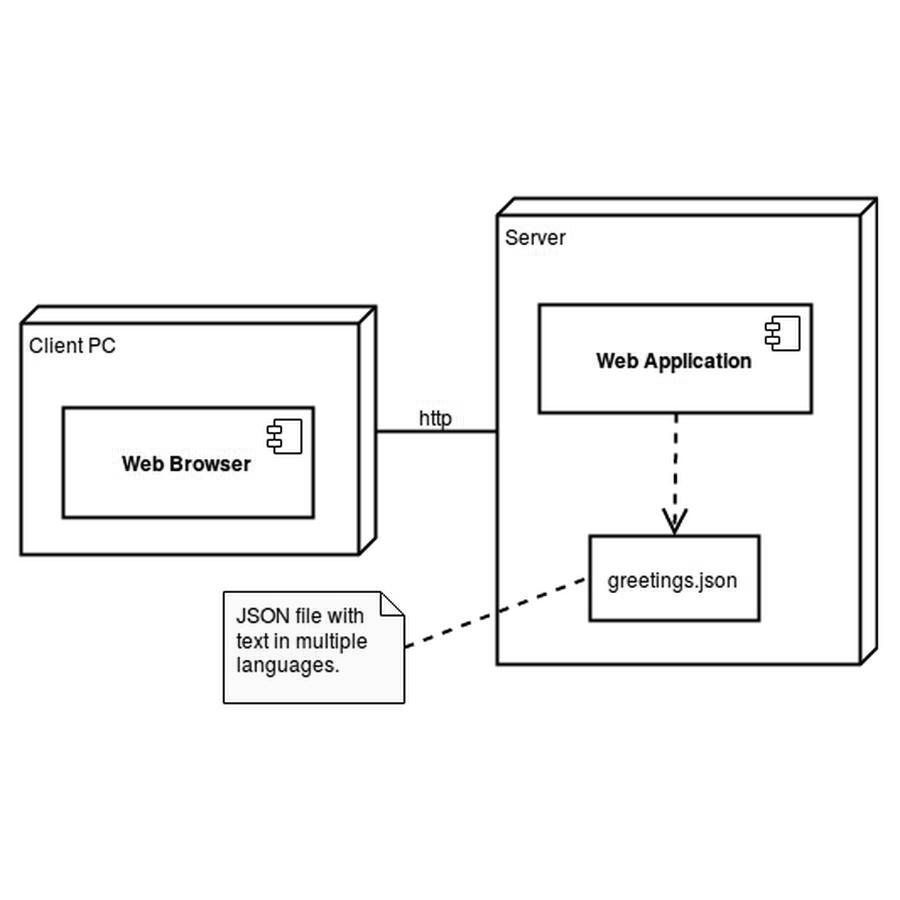 Server
Client PC
Web Application
http
Web Browser
greetings.json
JSON file with
text in multiple
languages.